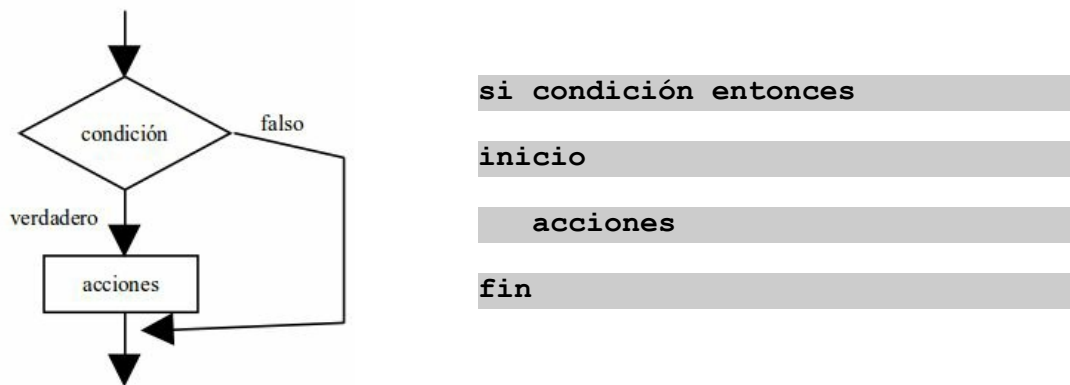 condición
falso
verdadero
acciones
si condición entonces
inicio
acciones
fin